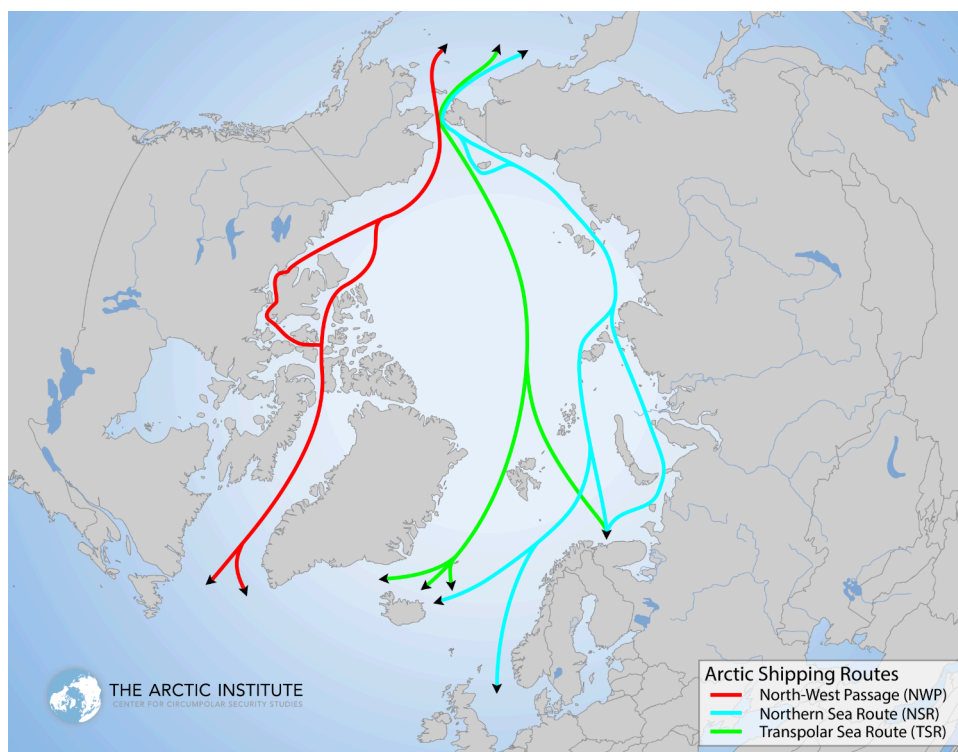 THE ARCTIC INSTITUTE
CENTER FOR CIRCUMPOLAR SECURITY STUDIES
Arctic Shipping Routes
North-West Passage (NWP)
Northern Sea Route (NSR)
Transpolar Sea Route (TSR)